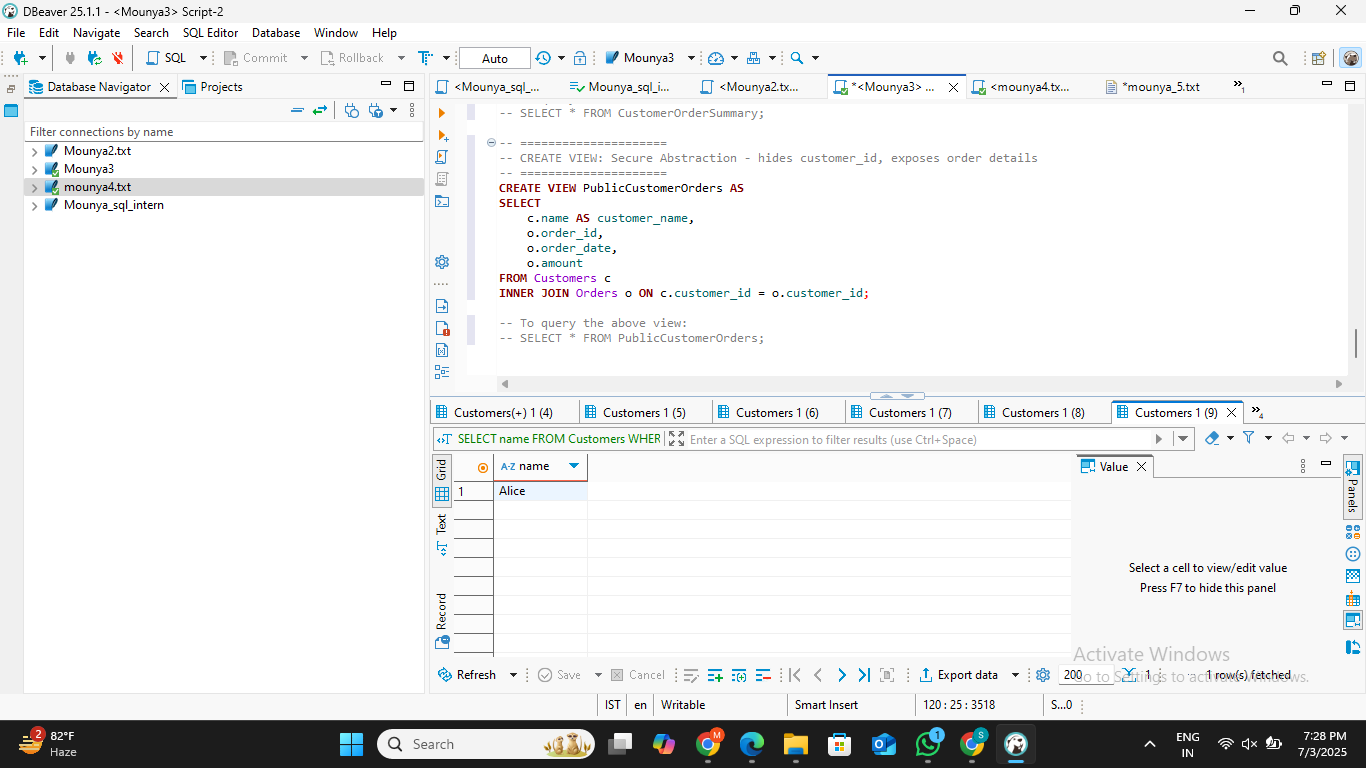 DBeaver 25.1.1 - <Mounya3> Script-2
File Edit Navigate Search SQL Editor Database Window Help
SQL Commit Rollback Auto Mounya3
Database Navigator Projects
<Mounya_sql_... Mounya_sql_i... <Mounya2.tx... *<Mounya3> ... <mounya4.tx... *mounya_5.txt »1
Filter connections by name
Mounya2.txt
Mounya3
mounya4.txt
Mounya_sql_intern
-- SELECT * FROM CustomerOrderSummary;
-- =====================
-- CREATE VIEW: Secure Abstraction - hides customer_id, exposes order details
-- =====================
CREATE VIEW PublicCustomerOrders AS
SELECT
c.name AS customer_name,
o.order_id,
o.order_date,
o.amount
FROM Customers c
INNER JOIN Orders o ON c.customer_id = o.customer_id;
-- To query the above view:
-- SELECT * FROM PublicCustomerOrders;
Customers(+) 1 (4) Customers 1 (5) Customers 1 (6) Customers 1 (7) Customers 1 (8) Customers 1 (9) »4
SELECT name FROM Customers WHER Enter a SQL expression to filter results (use Ctrl+Space)
Grid
Text
Record
A-Z name
1 Alice
Value
Panels
Select a cell to view/edit value
Press F7 to hide this panel
Activate Windows
Go to Settings to activate Windows.
Refresh Save Cancel Export data 200 1 1 row(s) fetched
IST en Writable Smart Insert 120 : 25 : 3518 S...0
2 82°F
Haze
Search
M
1
S
ENG
IN
7:28 PM
7/3/2025